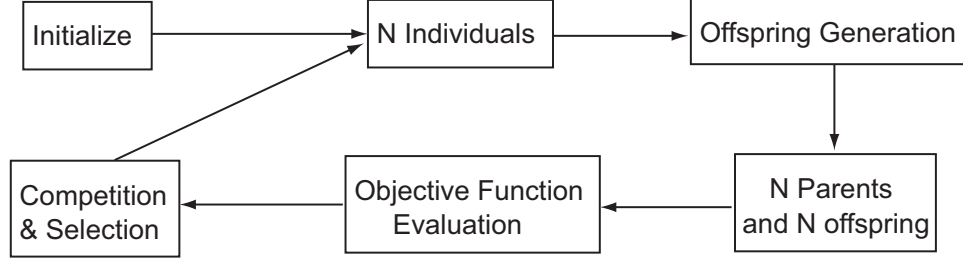 Initialize
N Individuals
Offspring Generation
Competition
& Selection
Objective Function
Evaluation
N Parents
and N offspring